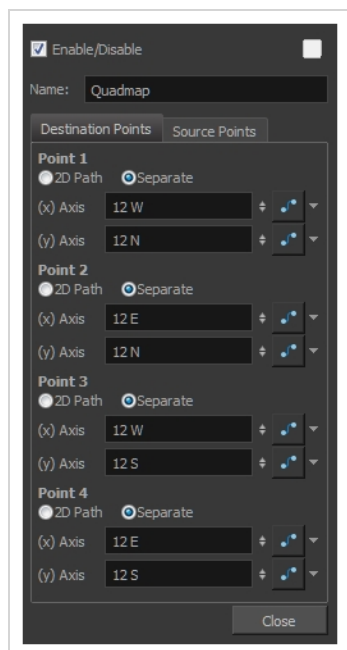 Enable/Disable
Name: Quadmap
Destination Points Source Points
Point 1
2D Path Separate
(x) Axis 12 W
(y) Axis 12 N
Point 2
2D Path Separate
(x) Axis 12 E
(y) Axis 12 N
Point 3
2D Path Separate
(x) Axis 12 W
(y) Axis 12 S
Point 4
2D Path Separate
(x) Axis 12 E
(y) Axis 12 S
Close